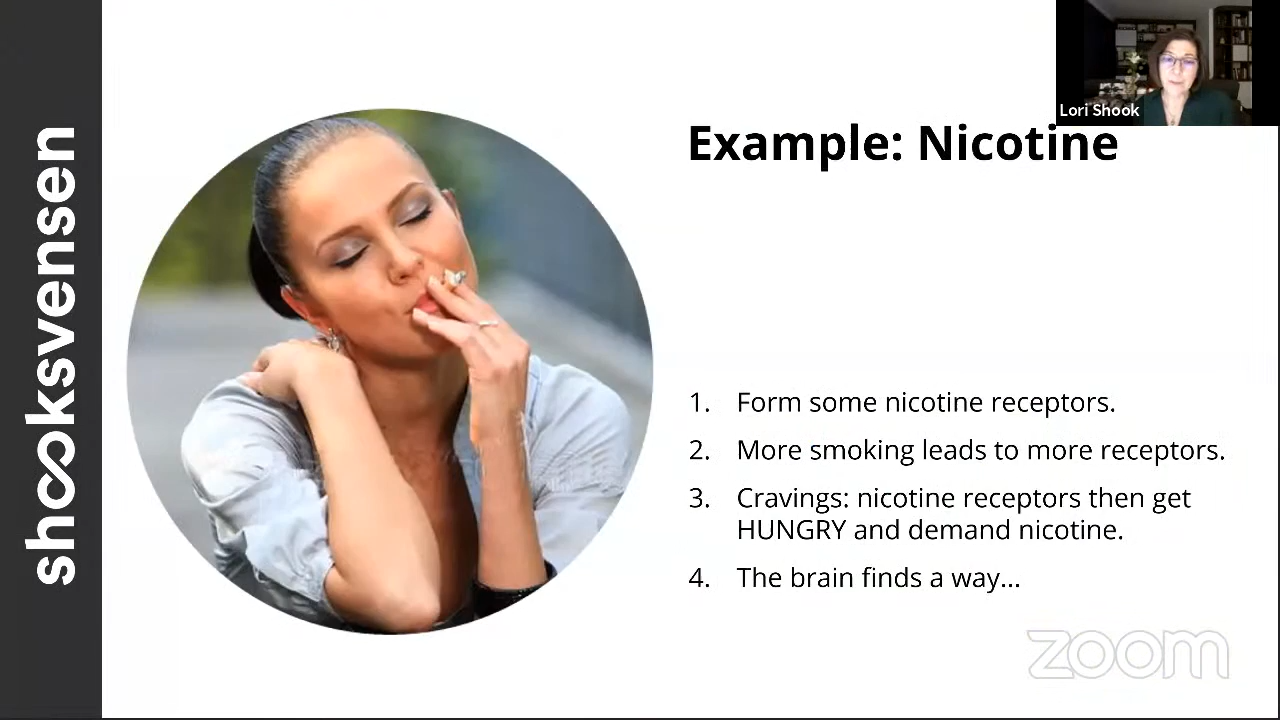 shooksvensen
Lori Shook
Example: Nicotine
1. Form some nicotine receptors.
2. More smoking leads to more receptors.
3. Cravings: nicotine receptors then get
HUNGRY and demand nicotine.
4. The brain finds a way...
zoom